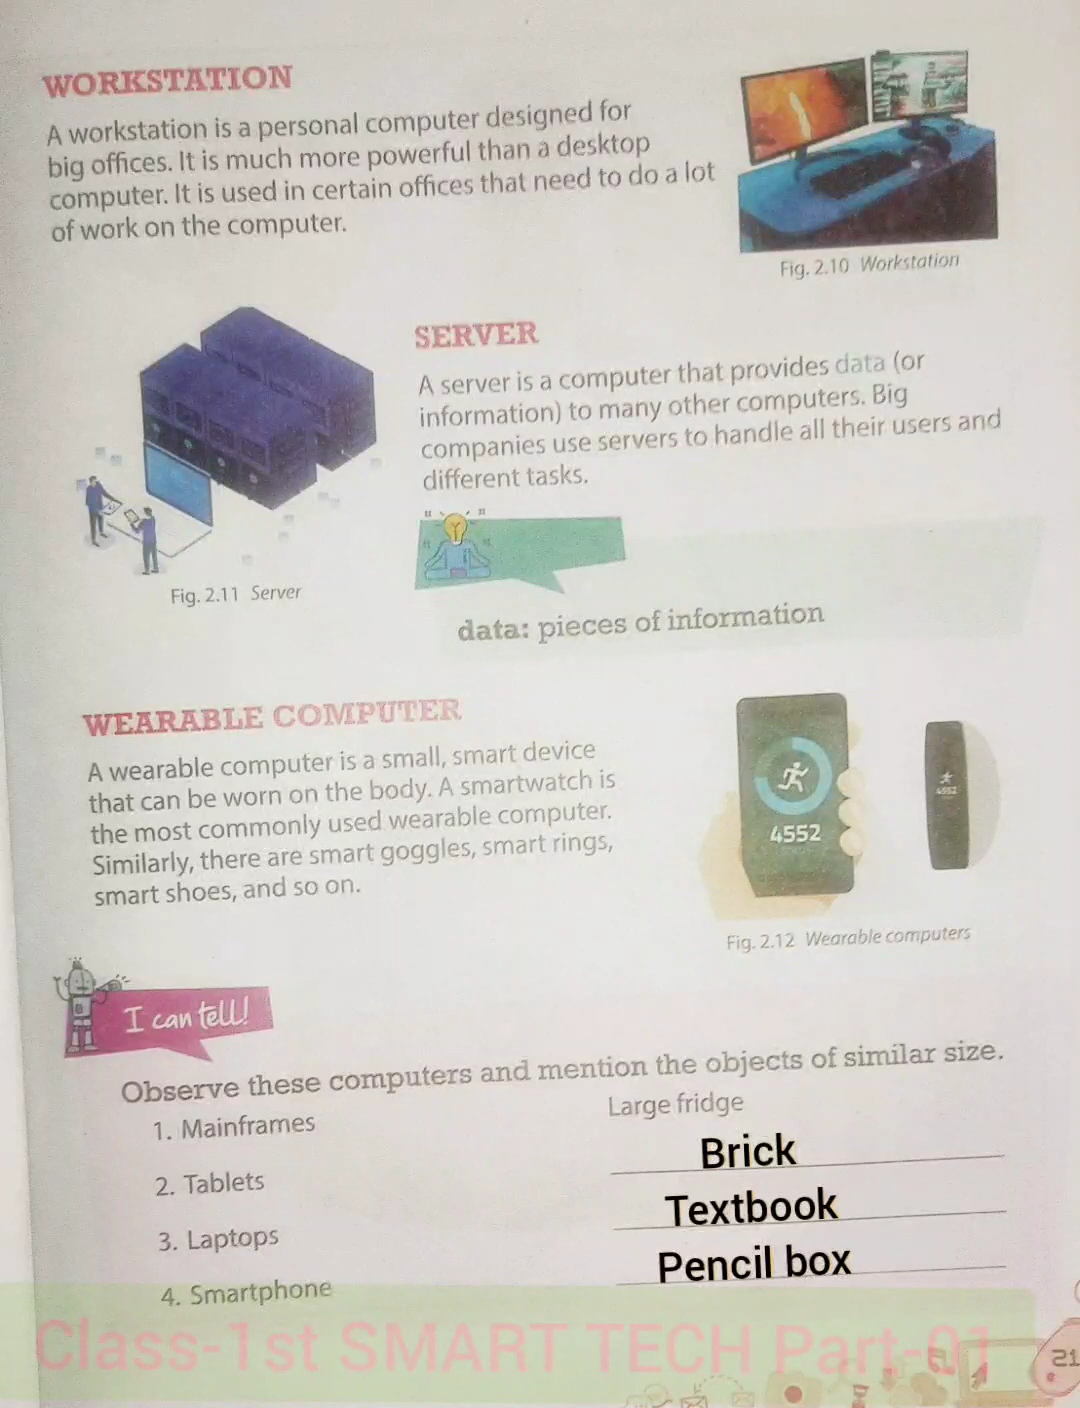 WORKSTATION
A workstation is a personal computer designed for
big offices. It is much more powerful than a desktop
computer. It is used in certain offices that need to do a lot
of work on the computer.
Fig. 2.10 Workstation
SERVER
A server is a computer that provides data (or
information) to many other computers. Big
companies use servers to handle all their users and
different tasks.
Fig. 2.11 Server
data: pieces of information
WEARABLE COMPUTER
A wearable computer is a small, smart device
that can be worn on the body. A smartwatch is
the most commonly used wearable computer.
Similarly, there are smart goggles, smart rings,
smart shoes, and so on.
4552
4552
Fig. 2.12 Wearable computers
I can tell!
Observe these computers and mention the objects of similar size.
1. Mainframes
Large fridge
2. Tablets
Brick
3. Laptops
Textbook
4. Smartphone
Pencil box
Class-1st SMART TECH Part-01
21